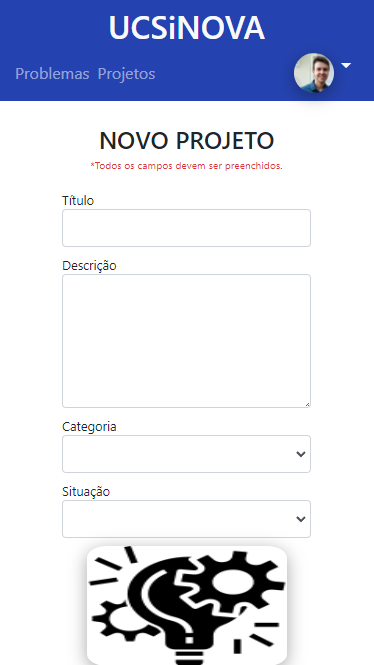 UCSiNOVA
Problemas Projetos
NOVO PROJETO
*Todos os campos devem ser preenchidos.
Título
Descrição
Categoria
Situação